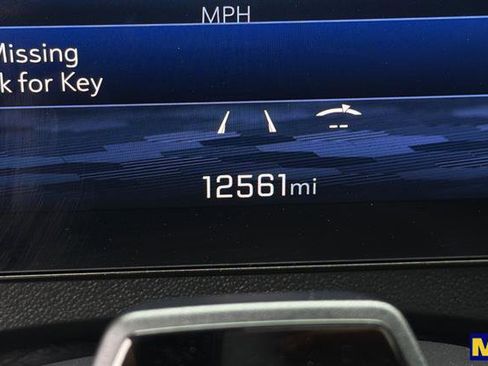 MPH
Missing
k for Key
--
12561mi
M